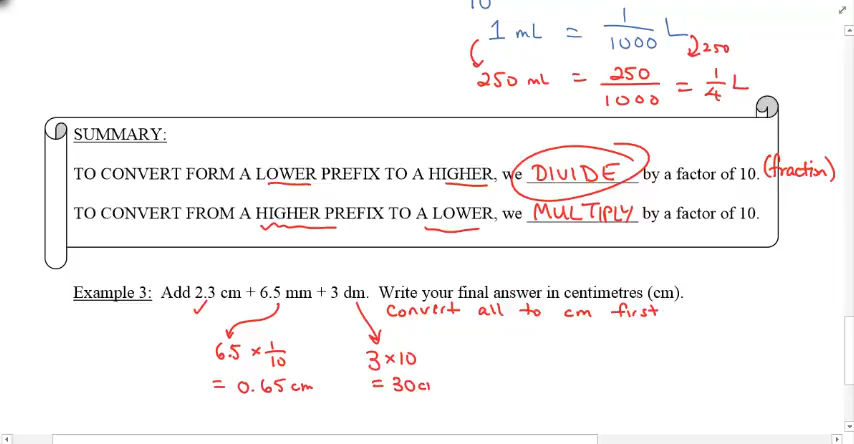 10
1 mL = 1/1000 L
250
250 mL = 250/1000 = 1/4 L
SUMMARY:
TO CONVERT FORM A LOWER PREFIX TO A HIGHER, we DIVIDE by a factor of 10. (fraction)
TO CONVERT FROM A HIGHER PREFIX TO A LOWER, we MULTIPLY by a factor of 10.
Example 3: Add 2.3 cm + 6.5 mm + 3 dm. Write your final answer in centimetres (cm).
Convert all to cm first
6.5 × 1/10 3 × 10
= 0.65 cm = 30 c